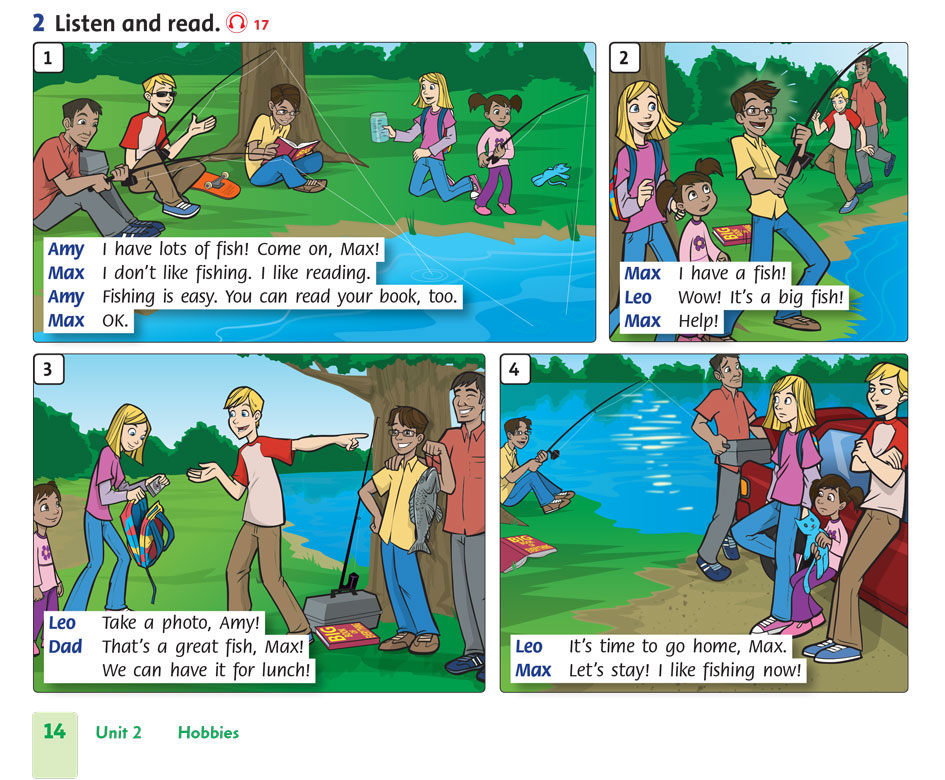 2 Listen and read. 17
1
Amy I have lots of fish! Come on, Max!
Max I don't like fishing. I like reading.
Amy Fishing is easy. You can read your book, too.
Max OK.
2
Max I have a fish!
Leo Wow! It's a big fish!
Max Help!
3
Leo Take a photo, Amy!
Dad That's a great fish, Max!
We can have it for lunch!
4
Leo It's time to go home, Max.
Max Let's stay! I like fishing now!
14 Unit 2 Hobbies